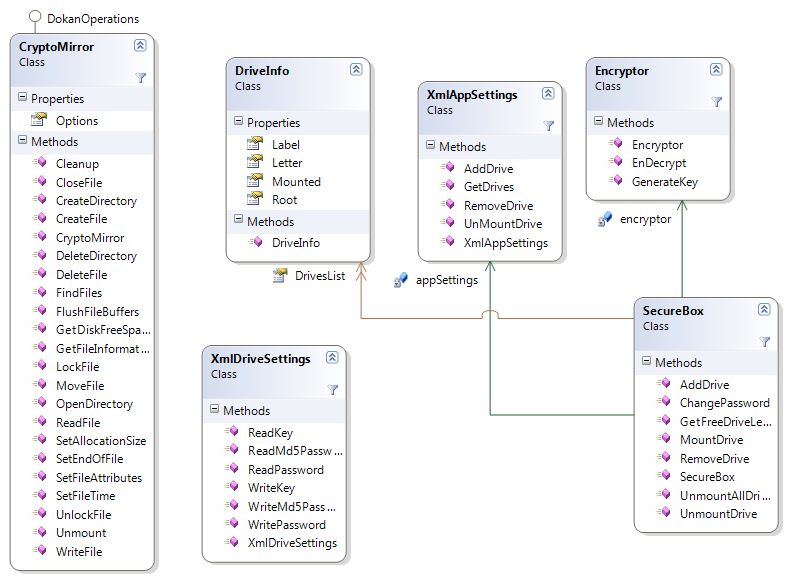 DokanOperations
CryptoMirror
Class
Properties
Options
Methods
Cleanup
CloseFile
CreateDirectory
CreateFile
CryptoMirror
DeleteDirectory
DeleteFile
FindFiles
FlushFileBuffers
GetDiskFreeSpa...
GetFileInformat...
LockFile
MoveFile
OpenDirectory
ReadFile
SetAllocationSize
SetEndOfFile
SetFileAttributes
SetFileTime
UnlockFile
Unmount
WriteFile
DriveInfo
Class
Properties
Label
Letter
Mounted
Root
Methods
DriveInfo
DrivesList
XmlAppSettings
Class
Methods
AddDrive
GetDrives
RemoveDrive
UnMountDrive
XmlAppSettings
appSettings
Encryptor
Class
Methods
Encryptor
EnDecrypt
GenerateKey
encryptor
XmlDriveSettings
Class
Methods
ReadKey
ReadMd5Passw...
ReadPassword
WriteKey
WriteMd5Pass...
WritePassword
XmlDriveSettings
SecureBox
Class
Methods
AddDrive
ChangePassword
GetFreeDriveLe...
MountDrive
RemoveDrive
SecureBox
UnmountAllDri...
UnmountDrive